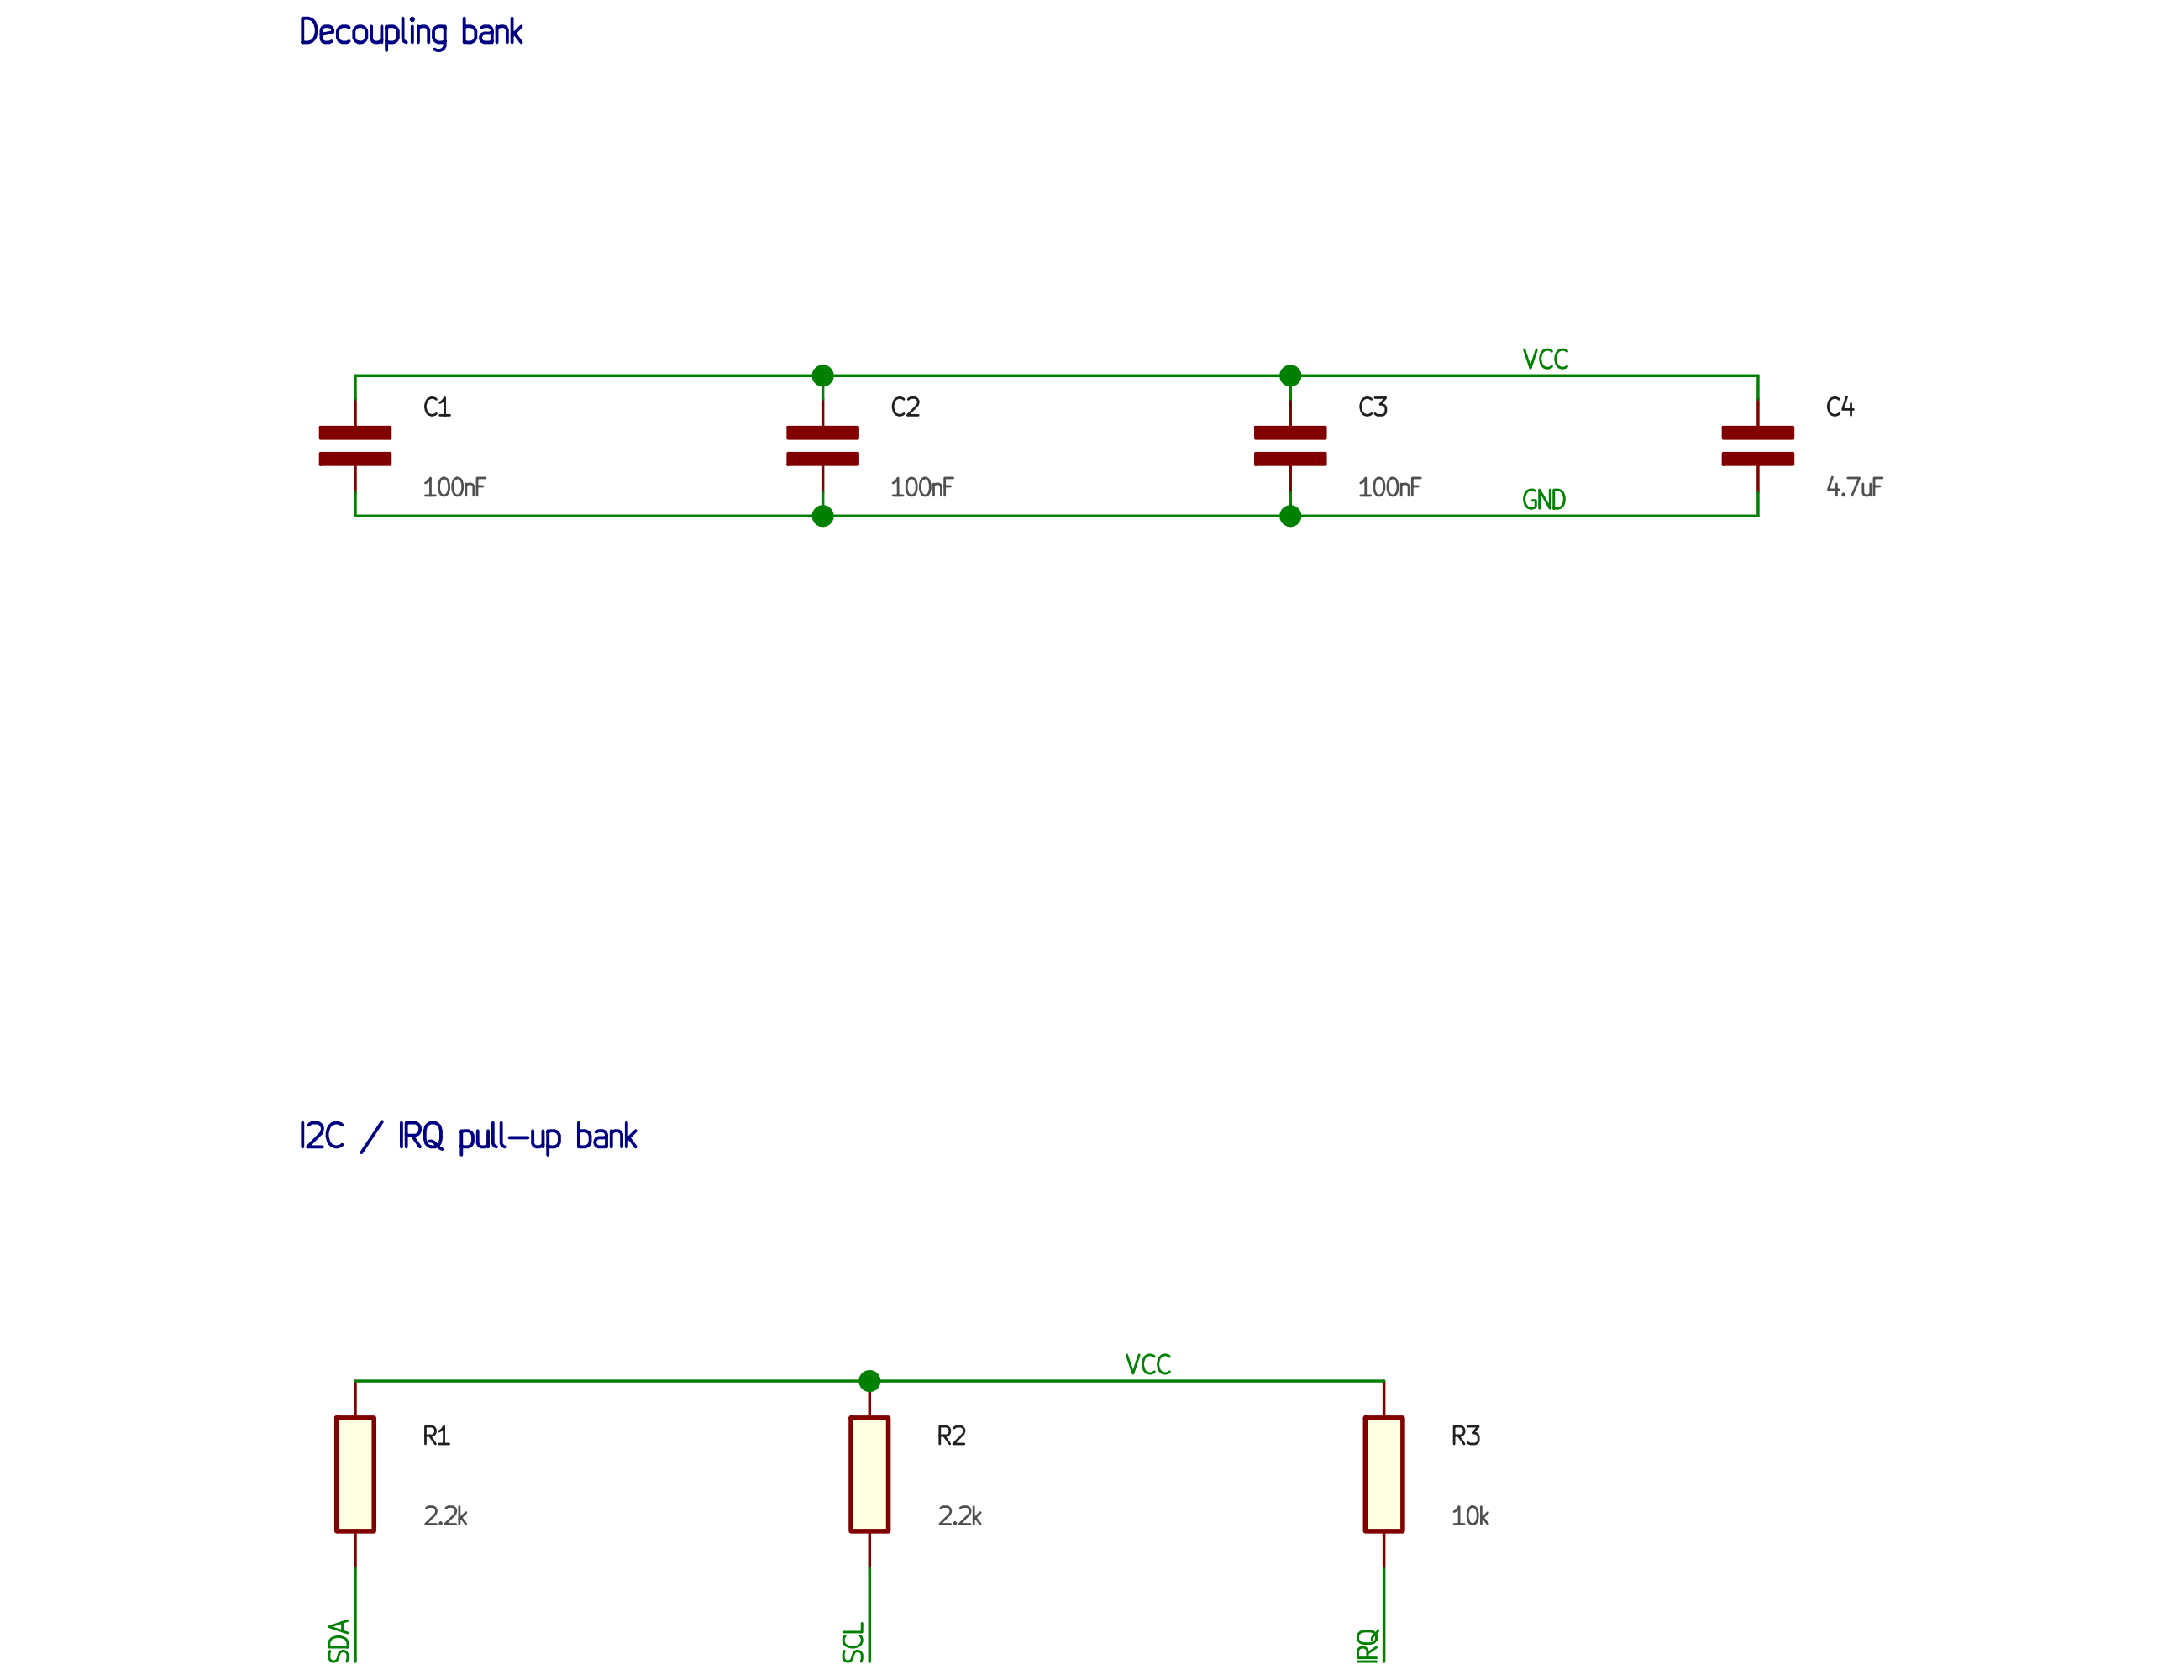 Decoupling bank
VCC
C1
C2
C3
C4
100nF
100nF
100nF
4.7uF
GND
I2C / IRQ pull-up bank
VCC
R1
R2
R3
2.2k
2.2k
10k
SDA
SCL
IRQ